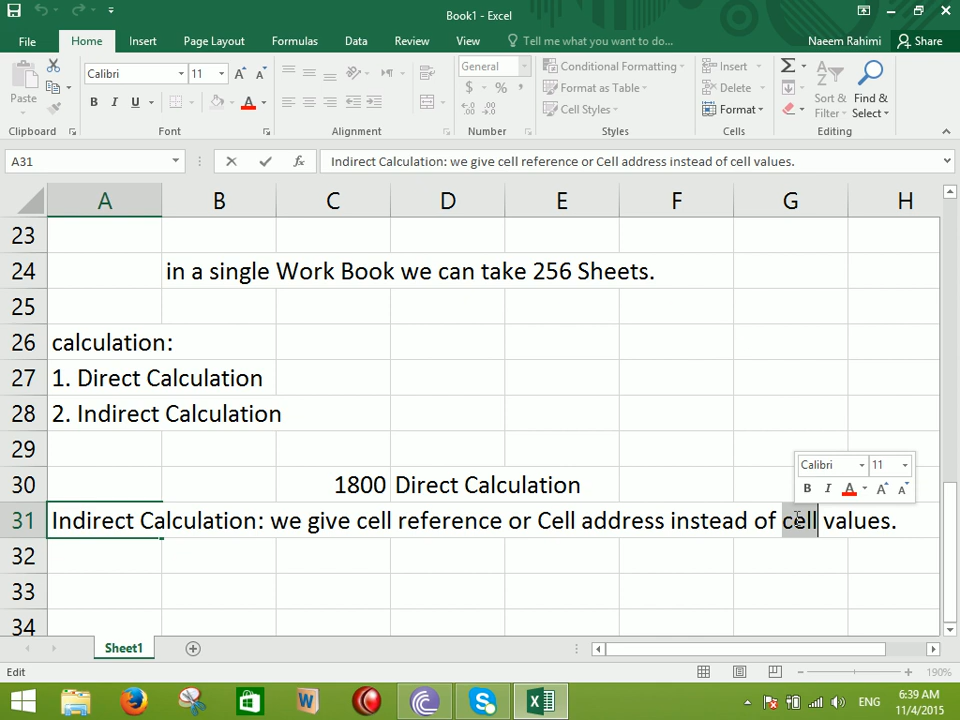 Book1 - Excel
File Home Insert Page Layout Formulas Data Review View Tell me what you want to do... Naeem Rahimi Share
Paste Calibri 11 General Conditional Formatting Insert Sort & Find &
B I U A $ % , Format as Table Delete Filter Select
Cell Styles Format
Clipboard Font Alignment Number Styles Cells Editing
A31 fx Indirect Calculation: we give cell reference or Cell address instead of cell values.
A B C D E F G H
23
24 in a single Work Book we can take 256 Sheets.
25
26 calculation:
27 1. Direct Calculation
28 2. Indirect Calculation
29
Calibri 11
30 1800 Direct Calculation
B I A A A
31 Indirect Calculation: we give cell reference or Cell address instead of cell values.
32
33
34
Sheet1
Edit 190%
ENG 6:39 AM
11/4/2015